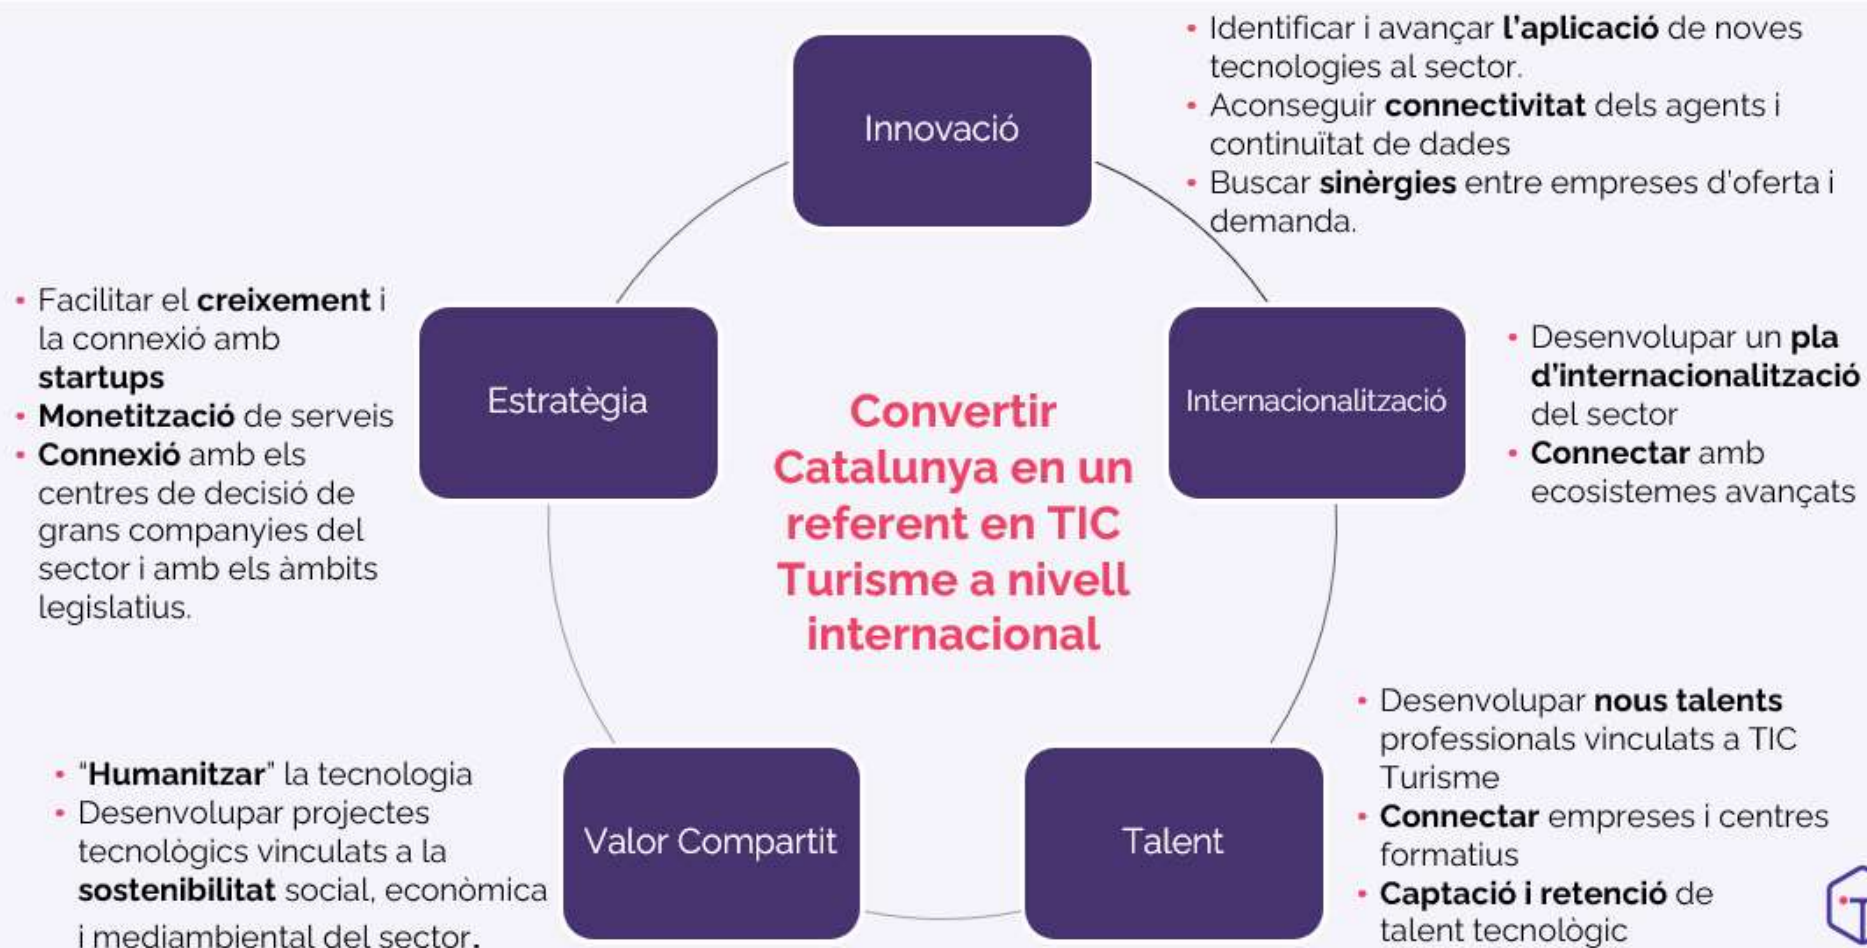 Innovació
• Identificar i avançar l'aplicació de noves
tecnologies al sector.
• Aconseguir connectivitat dels agents i
continuïtat de dades
• Buscar sinèrgies entre empreses d'oferta i
demanda.
• Facilitar el creixement i
la connexió amb
startups
• Monetització de serveis
• Connexió amb els
centres de decisió de
grans companyies del
sector i amb els àmbits
legislatius.
Estratègia
Convertir
Catalunya en un
referent en TIC
Turisme a nivell
internacional
Internacionalització
• Desenvolupar un pla
d'internacionalització
del sector
• Connectar amb
ecosistemes avançats
• "Humanitzar" la tecnologia
• Desenvolupar projectes
tecnològics vinculats a la
sostenibilitat social, econòmica
i mediambiental del sector.
Valor Compartit
Talent
• Desenvolupar nous talents
professionals vinculats a TIC
Turisme
• Connectar empreses i centres
formatius
• Captació i retenció de
talent tecnològic